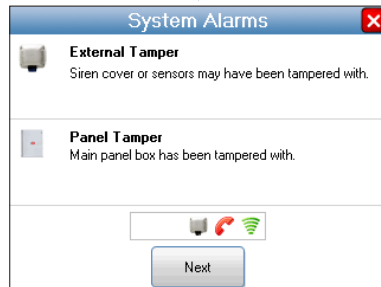 System Alarms
External Tamper
Siren cover or sensors may have been tampered with.
Panel Tamper
Main panel box has been tampered with.
Next